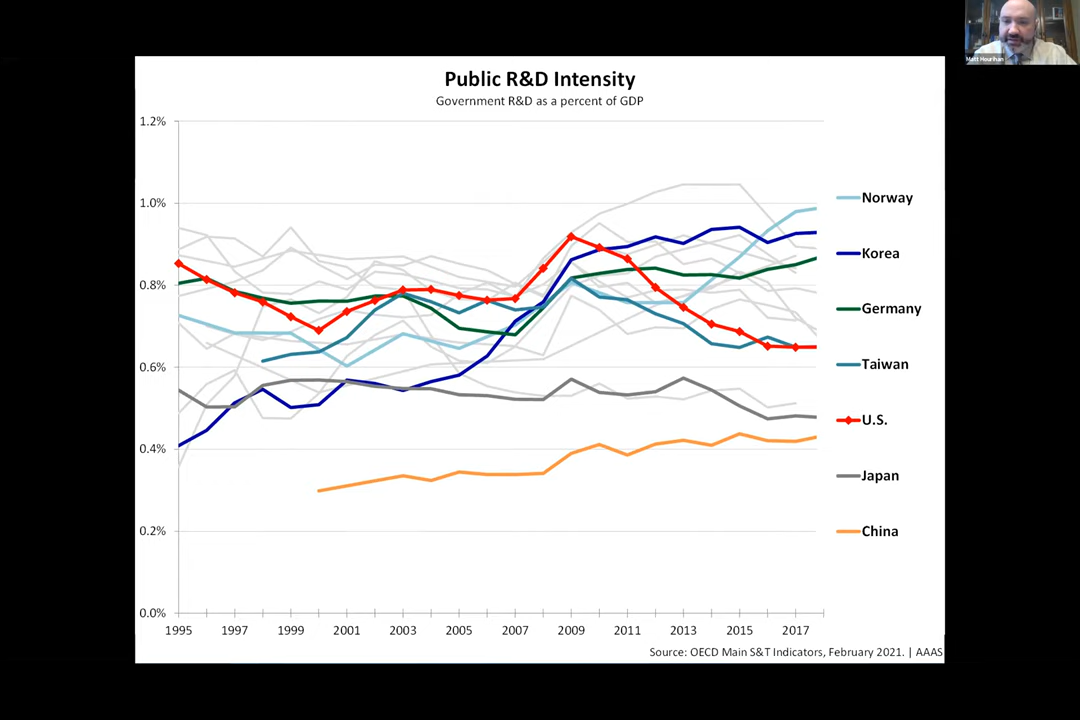 Matt Hourihan
Public R&D Intensity
Government R&D as a percent of GDP
1.2%
1.0%
0.8%
0.6%
0.4%
0.2%
0.0%
1995
1997
1999
2001
2003
2005
2007
2009
2011
2013
2015
2017
Norway
Korea
Germany
Taiwan
U.S.
Japan
China
Source: OECD Main S&T Indicators, February 2021. | AAAS